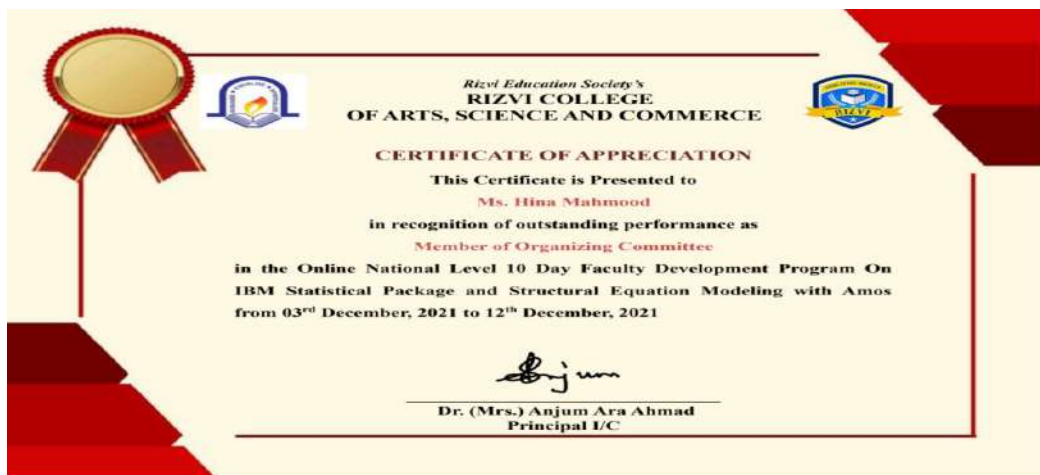 Rizvi Education Society's
RIZVI COLLEGE
OF ARTS, SCIENCE AND COMMERCE
RIZVI
CERTIFICATE OF APPRECIATION
This Certificate is Presented to
Ms. Hina Mahmood
in recognition of outstanding performance as
Member of Organizing Committee
in the Online National Level 10 Day Faculty Development Program On
IBM Statistical Package and Structural Equation Modeling with Amos
from 03rd December, 2021 to 12th December, 2021
Anjum
Dr. (Mrs.) Anjum Ara Ahmad
Principal I/C